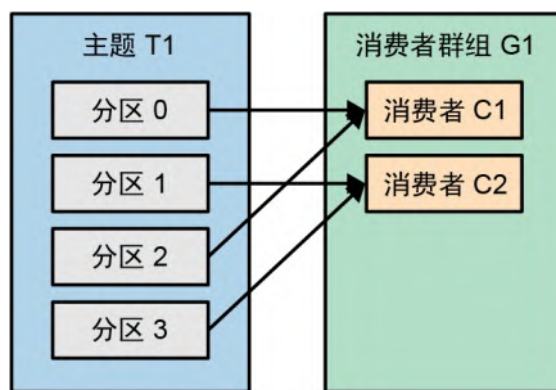 主题 T1
分区 0
分区 1
分区 2
分区 3
消费者群组 G1
消费者 C1
消费者 C2